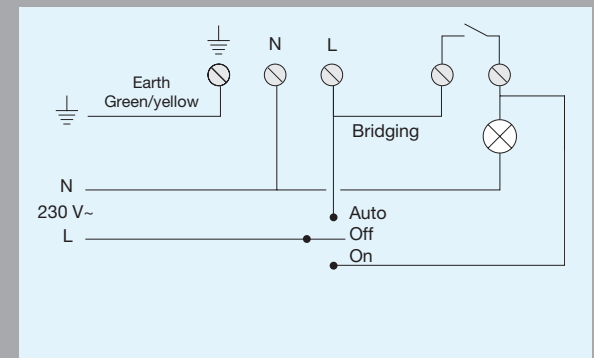 N L
Earth
Green/yellow
Bridging
N
230 V~
L
Auto
Off
On